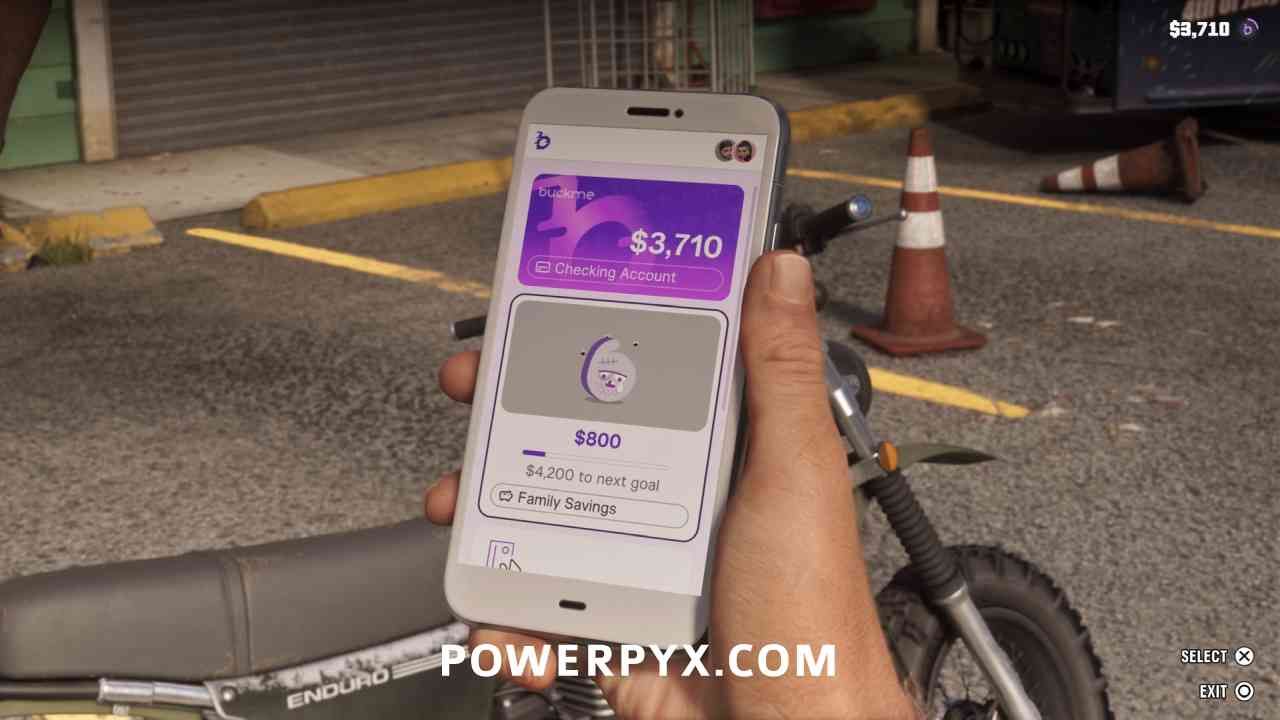 $3,710
buckme
$3,710
Checking Account
$800
$4,200 to next goal
Family Savings
ENDURO
POWERPYX.COM
SELECT
EXIT